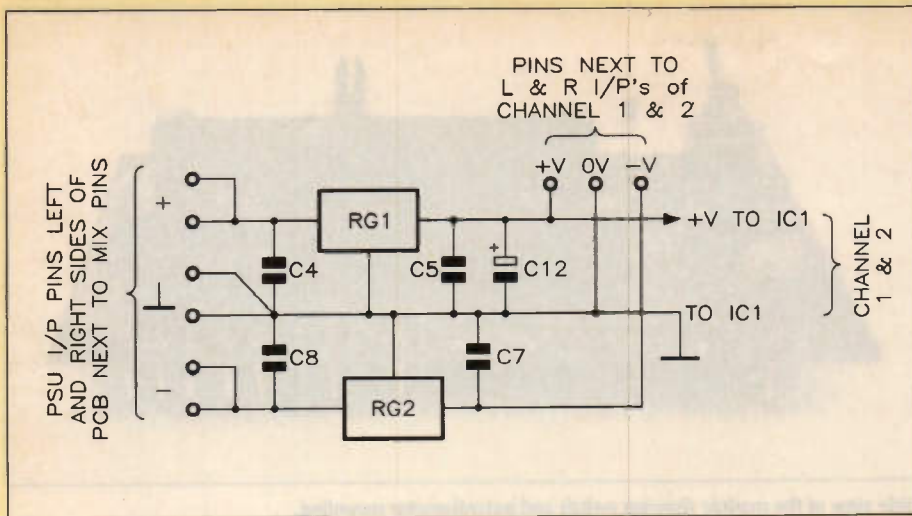 PINS NEXT TO
L & R I/P's of
CHANNEL 1 & 2
+V 0V −V
PSU I/P PINS LEFT
AND RIGHT SIDES OF
PCB NEXT TO MIX PINS
+
−
RG1
C4
C5
+
C12
+V TO IC1
TO IC1
CHANNEL
1 & 2
C8
C7
RG2